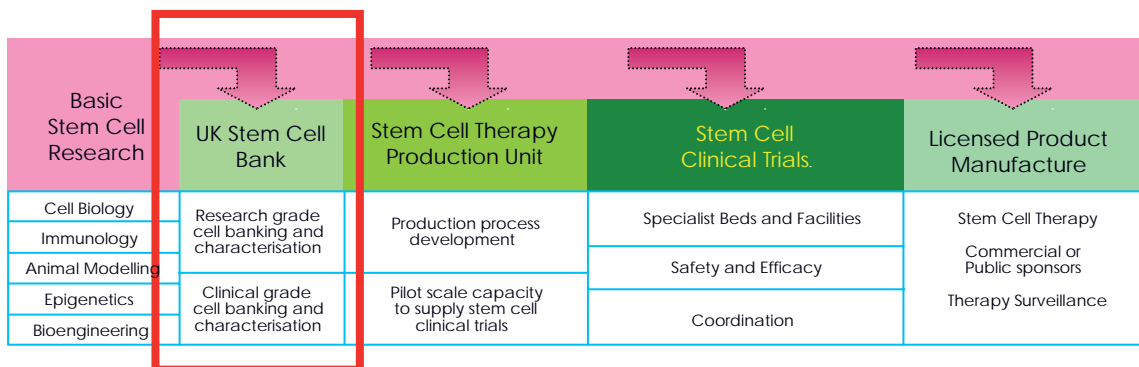 Basic
Stem Cell
Research
UK Stem Cell
Bank
Stem Cell Therapy
Production Unit
Stem Cell
Clinical Trials.
Licensed Product
Manufacture
Cell Biology
Immunology
Animal Modelling
Epigenetics
Bioengineering
Research grade
cell banking and
characterisation
Clinical grade
cell banking and
characterisation
Production process
development
Pilot scale capacity
to supply stem cell
clinical trials
Specialist Beds and Facilities
Safety and Efficacy
Coordination
Stem Cell Therapy
Commercial or
Public sponsors
Therapy Surveillance